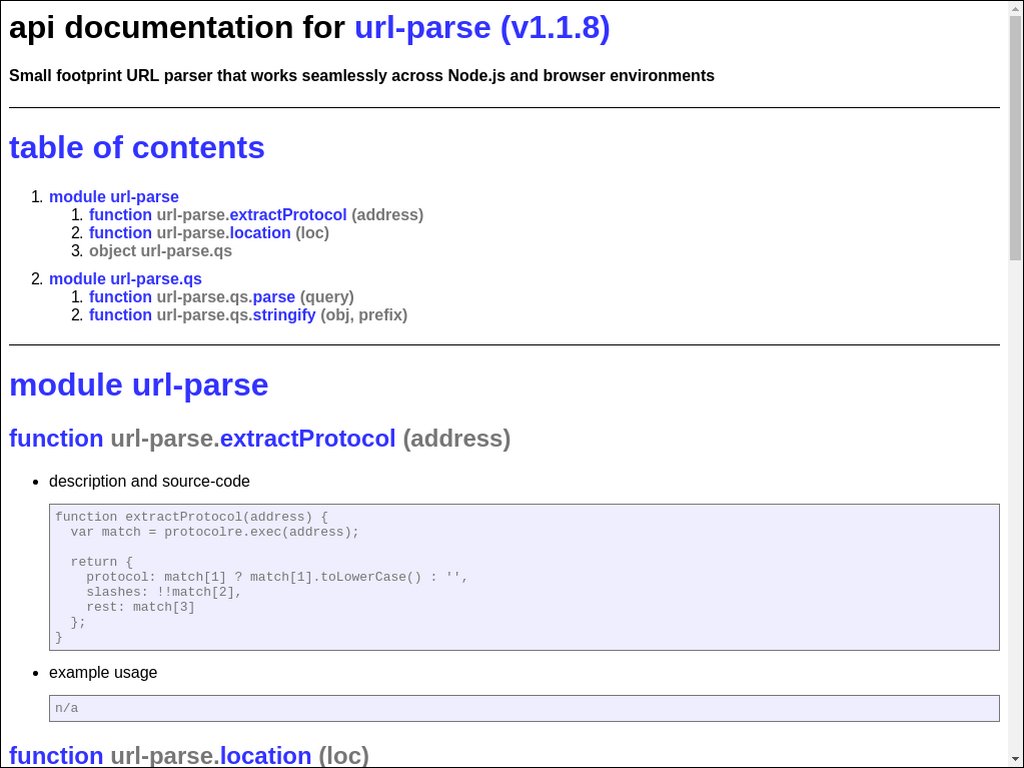 api documentation for url-parse (v1.1.8)
Small footprint URL parser that works seamlessly across Node.js and browser environments
table of contents
1. module url-parse
1. function url-parse.extractProtocol (address)
2. function url-parse.location (loc)
3. object url-parse.qs
2. module url-parse.qs
1. function url-parse.qs.parse (query)
2. function url-parse.qs.stringify (obj, prefix)
module url-parse
function url-parse.extractProtocol (address)
• description and source-code
function extractProtocol(address) {
  var match = protocolre.exec(address);
  return {
    protocol: match[1] ? match[1].toLowerCase() : '',
    slashes: !!match[2],
    rest: match[3]
  };
}
• example usage
n/a
function url-parse.location (loc)